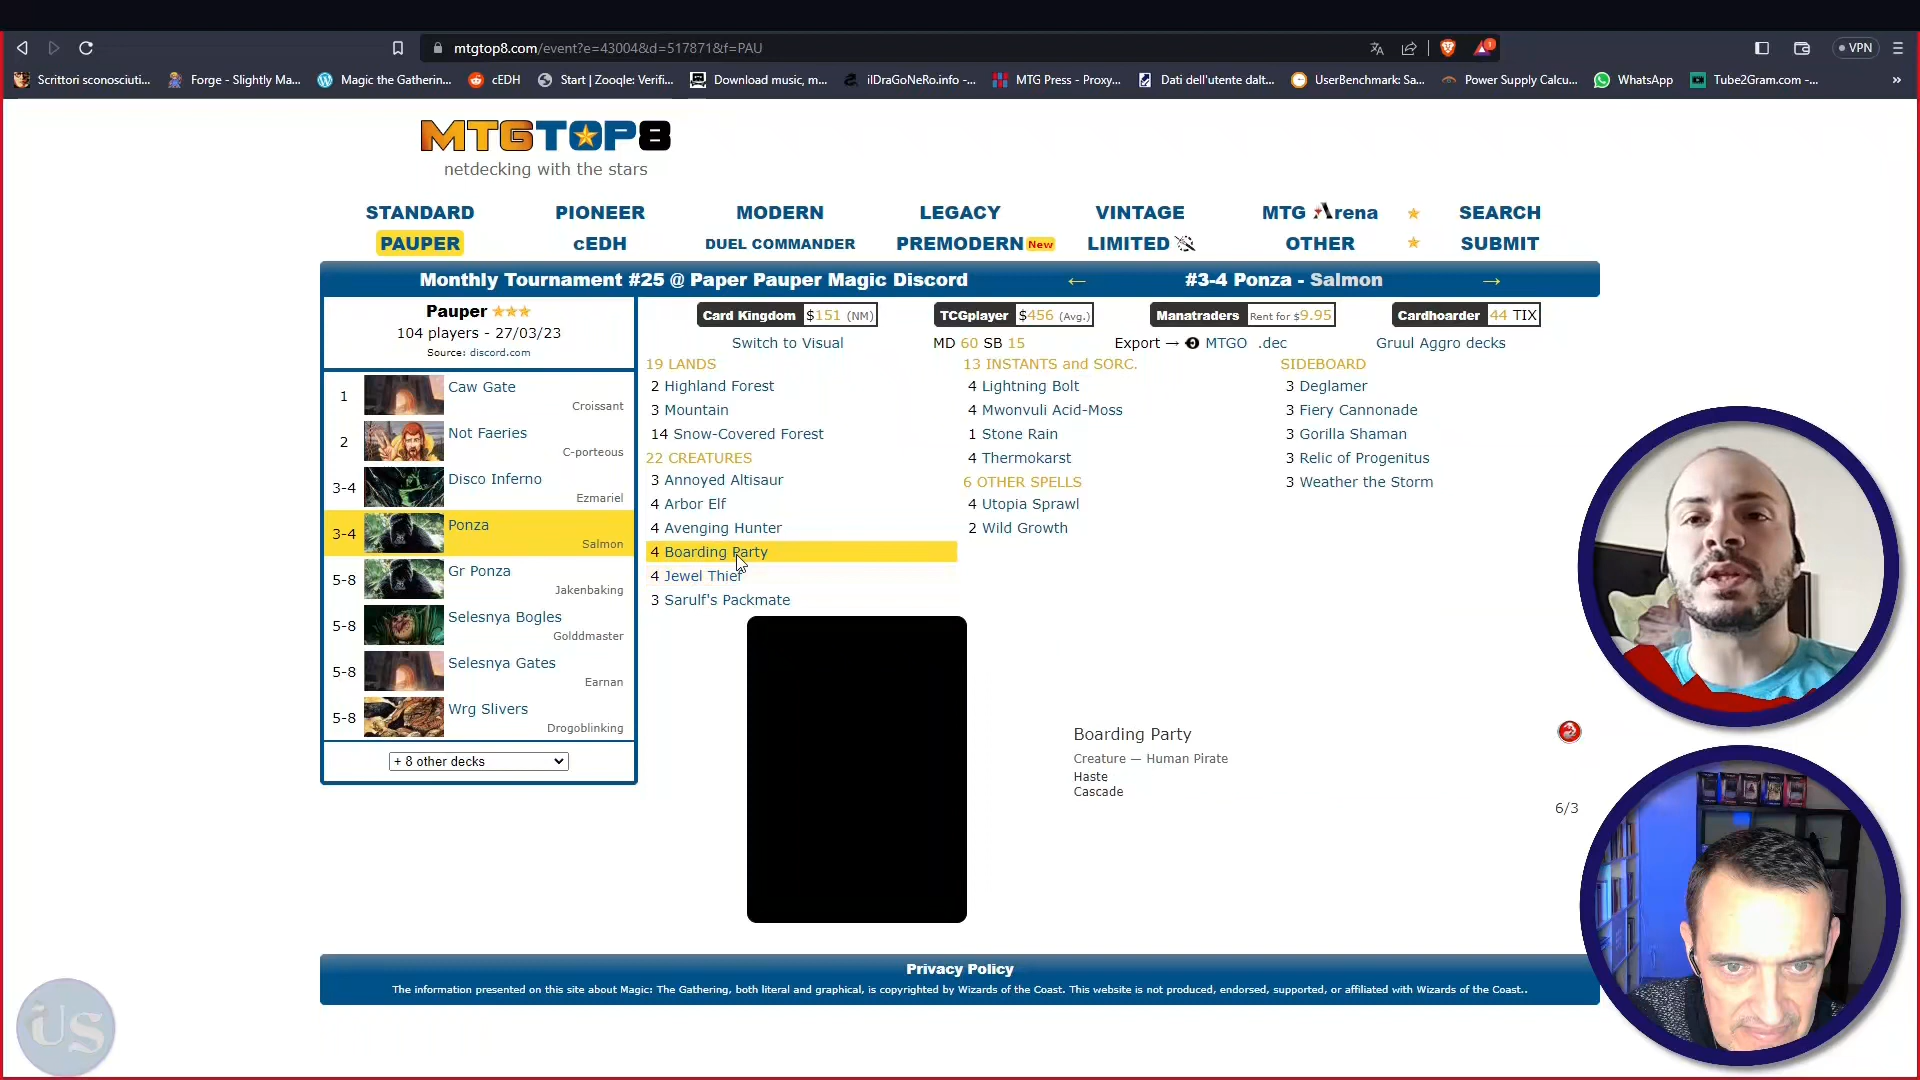 mtgtop8.com/event?e=43004&d=517871&f=PAU
1
VPN
Scrittori sconosciuti...
Forge - Slightly Ma...
Magic the Gatherin...
cEDH
Start | Zooqle: Verifi...
Download music, m...
ilDraGoNeRo.info -...
MTG Press - Proxy...
Dati dell'utente dalt...
UserBenchmark: Sa...
Power Supply Calcu...
WhatsApp
Tube2Gram.com -...
»
MTGTOP8
netdecking with the stars
STANDARD PIONEER MODERN LEGACY VINTAGE MTG Arena SEARCH
PAUPER cEDH DUEL COMMANDER PREMODERN New LIMITED OTHER SUBMIT
Monthly Tournament #25 @ Paper Pauper Magic Discord ← #3-4 Ponza - Salmon →
Pauper
104 players - 27/03/23
Source: discord.com
1 Caw Gate
Croissant
2 Not Faeries
C-porteous
3-4 Disco Inferno
Ezmariel
3-4 Ponza
Salmon
5-8 Gr Ponza
Jakenbaking
5-8 Selesnya Bogles
Golddmaster
5-8 Selesnya Gates
Earnan
5-8 Wrg Slivers
Drogoblinking
+ 8 other decks
Card Kingdom $151 (NM)
TCGplayer $456 (Avg.)
Manatraders Rent for $9.95
Cardhoarder 44 TIX
Switch to Visual
MD 60 SB 15
Export → MTGO .dec
Gruul Aggro decks
19 LANDS
2 Highland Forest
3 Mountain
14 Snow-Covered Forest
22 CREATURES
3 Annoyed Altisaur
4 Arbor Elf
4 Avenging Hunter
4 Boarding Party
4 Jewel Thief
3 Sarulf's Packmate
13 INSTANTS and SORC.
4 Lightning Bolt
4 Mwonvuli Acid-Moss
1 Stone Rain
4 Thermokarst
6 OTHER SPELLS
4 Utopia Sprawl
2 Wild Growth
SIDEBOARD
3 Deglamer
3 Fiery Cannonade
3 Gorilla Shaman
3 Relic of Progenitus
3 Weather the Storm
Boarding Party
Creature — Human Pirate
Haste
Cascade
6/3
Privacy Policy
The information presented on this site about Magic: The Gathering, both literal and graphical, is copyrighted by Wizards of the Coast. This website is not produced, endorsed, supported, or affiliated with Wizards of the Coast..
US